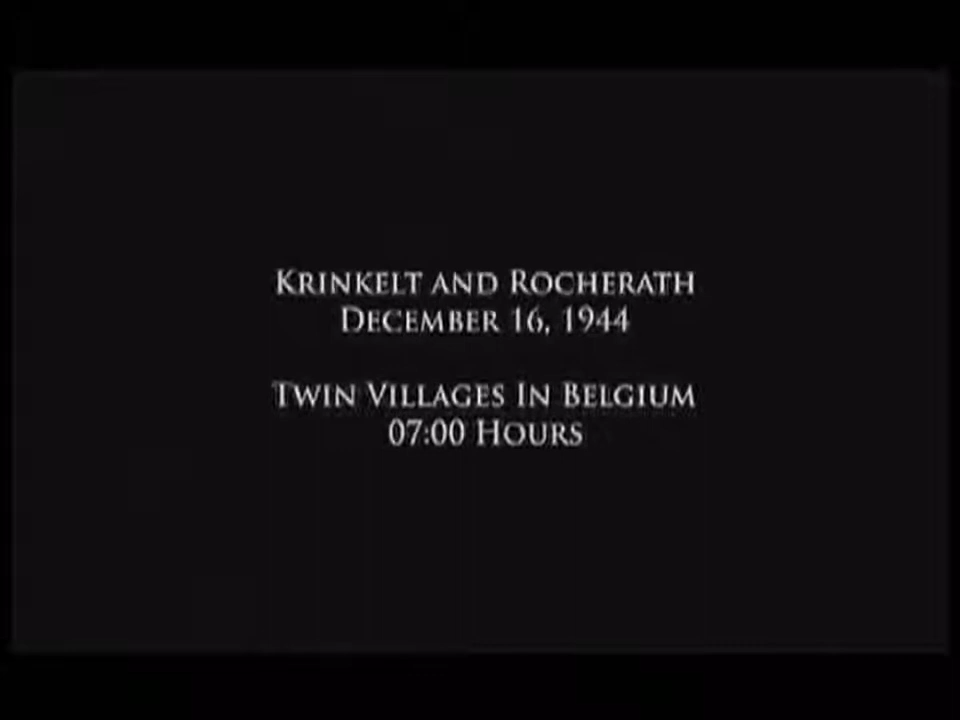 Krinkelt and Rocherath
December 16, 1944
Twin Villages In Belgium
07:00 Hours